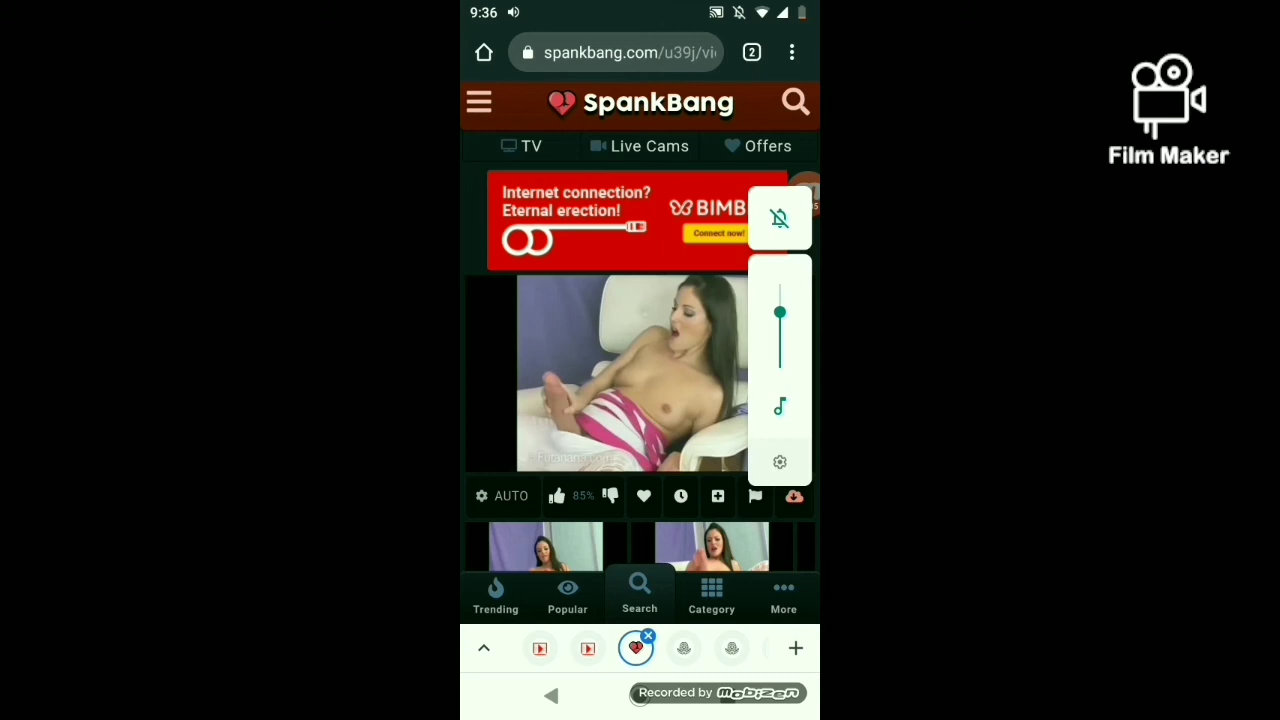 9:36
spankbang.com/u39j/vi
2
SpankBang
TV
Live Cams
Offers
Internet connection?
Eternal erection!
BIMB
Connect now!
AUTO
85%
Trending
Popular
Search
Category
More
Recorded by mobizen
Film Maker